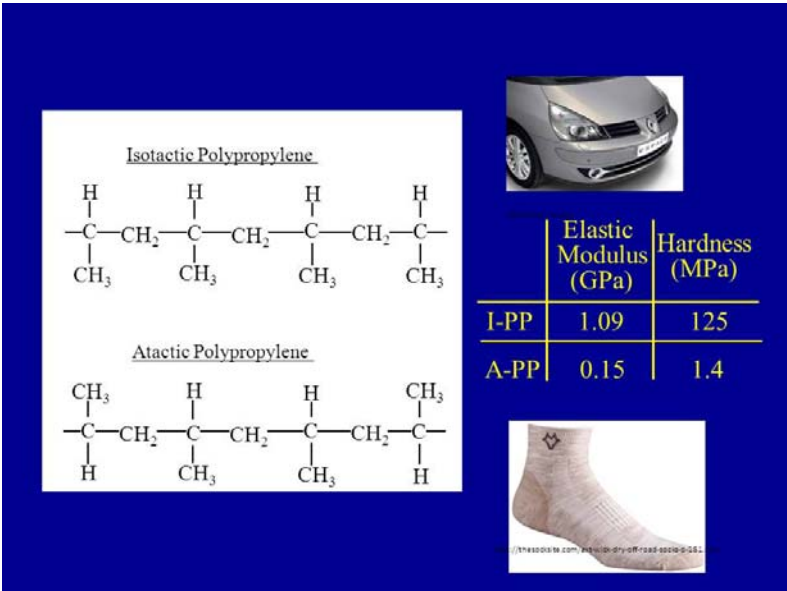 Isotactic Polypropylene
H H H H
C CH₂ C CH₂ C CH₂ C
CH₃ CH₃ CH₃ CH₃
Atactic Polypropylene
CH₃ H H CH₃
C CH₂ C CH₂ C CH₂ C
H CH₃ CH₃ H
Elastic
Modulus
(GPa)
Hardness
(MPa)
I-PP 1.09 125
A-PP 0.15 1.4